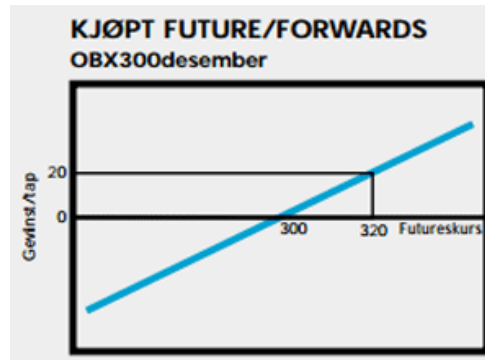 KJØPT FUTURE/FORWARDS
OBX300desember
Gevinst/tap
20
0
300
320
Futureskurs